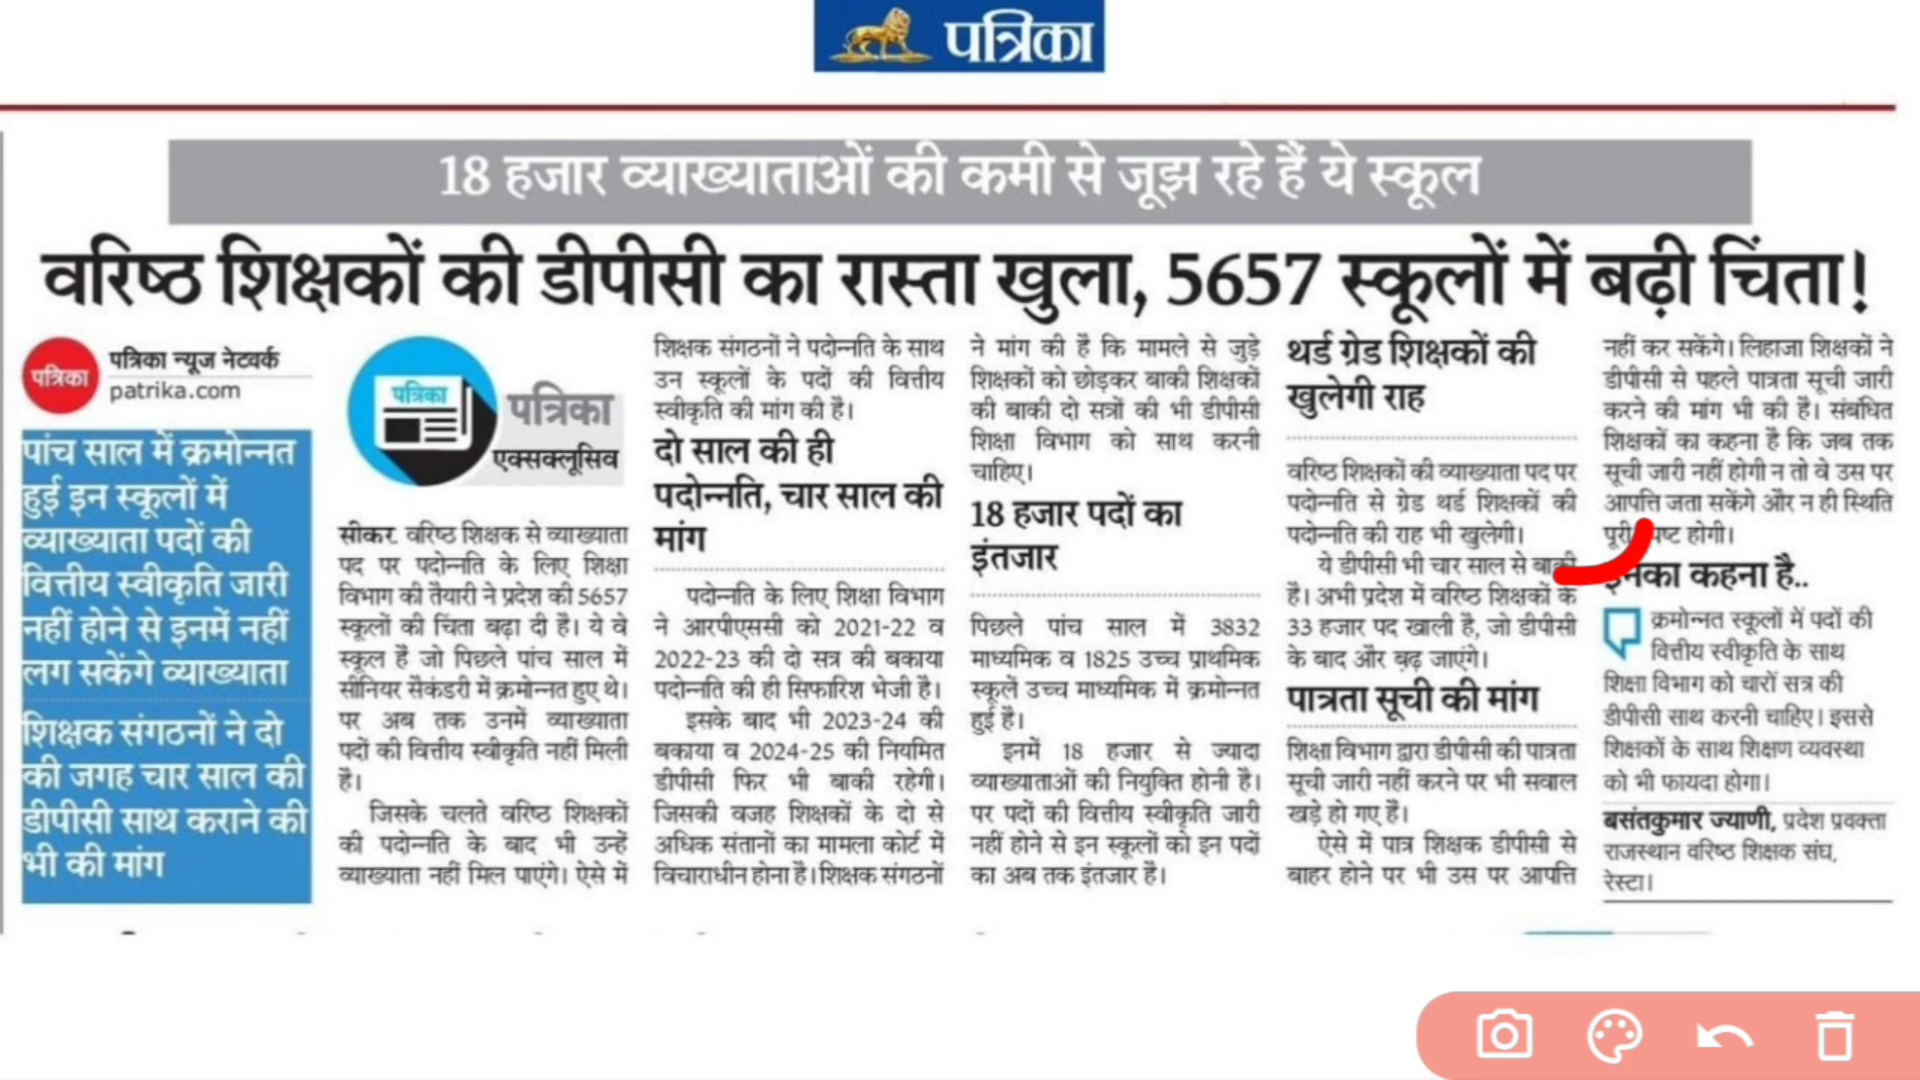 पत्रिका
18 हजार व्याख्याताओं की कमी से जूझ रहे हैं ये स्कूल
वरिष्ठ शिक्षकों की डीपीसी का रास्ता खुला, 5657 स्कूलों में बढ़ी चिंता!
पत्रिका
पत्रिका न्यूज नेटवर्क
patrika.com
पांच साल में क्रमोन्नत
हुई इन स्कूलों में
व्याख्याता पदों की
वित्तीय स्वीकृति जारी
नहीं होने से इनमें नहीं
लग सकेंगे व्याख्याता
शिक्षक संगठनों ने दो
की जगह चार साल की
डीपीसी साथ कराने की
भी की मांग
पत्रिका
पत्रिका
एक्सक्लूसिव
सीकर. वरिष्ठ शिक्षक से व्याख्याता
पद पर पदोन्नति के लिए शिक्षा
विभाग की तैयारी ने प्रदेश की 5657
स्कूलों की चिंता बढ़ा दी है। ये वे
स्कूल है जो पिछले पांच साल में
सीनियर सैकंडरी में क्रमोन्नत हुए थे।
पर अब तक उनमें व्याख्याता
पदों की वित्तीय स्वीकृति नहीं मिली
है।
जिसके चलते वरिष्ठ शिक्षकों
की पदोन्नति के बाद भी उन्हें
व्याख्याता नहीं मिल पाएंगे। ऐसे में
शिक्षक संगठनों ने पदोन्नति के साथ
उन स्कूलों के पदों की वित्तीय
स्वीकृति की मांग की है।
दो साल की ही
पदोन्नति, चार साल की
मांग
पदोन्नति के लिए शिक्षा विभाग
ने आरपीएससी को 2021-22 व
2022-23 की दो सत्र की बकाया
पदोन्नति की ही सिफारिश भेजी है।
इसके बाद भी 2023-24 की
बकाया व 2024-25 की नियमित
डीपीसी फिर भी बाकी रहेगी।
जिसकी वजह शिक्षकों के दो से
अधिक संतानों का मामला कोर्ट में
विचाराधीन होना है। शिक्षक संगठनों
ने मांग की है कि मामले से जुड़े
शिक्षकों को छोड़कर बाकी शिक्षकों
की बाकी दो सत्रों की भी डीपीसी
शिक्षा विभाग को साथ करनी
चाहिए।
18 हजार पदों का
इंतजार
पिछले पांच साल में 3832
माध्यमिक व 1825 उच्च प्राथमिक
स्कूलें उच्च माध्यमिक में क्रमोन्नत
हुई है।
इनमें 18 हजार से ज्यादा
व्याख्याताओं की नियुक्ति होनी है।
पर पदों की वित्तीय स्वीकृति जारी
नहीं होने से इन स्कूलों को इन पदों
का अब तक इंतजार है।
थर्ड ग्रेड शिक्षकों की
खुलेगी राह
वरिष्ठ शिक्षकों की व्याख्याता पद पर
पदोन्नति से ग्रेड थर्ड शिक्षकों की
पदोन्नति की राह भी खुलेगी।
ये डीपीसी भी चार साल से बाकी
है। अभी प्रदेश में वरिष्ठ शिक्षकों के
33 हजार पद खाली है, जो डीपीसी
के बाद और बढ़ जाएंगे।
पात्रता सूची की मांग
शिक्षा विभाग द्वारा डीपीसी की पात्रता
सूची जारी नहीं करने पर भी सवाल
खड़े हो गए है।
ऐसे में पात्र शिक्षक डीपीसी से
बाहर होने पर भी उस पर आपत्ति
नहीं कर सकेंगे। लिहाजा शिक्षकों ने
डीपीसी से पहले पात्रता सूची जारी
करने की मांग भी की है। संबंधित
शिक्षकों का कहना है कि जब तक
सूची जारी नहीं होगी न तो वे उस पर
आपत्ति जता सकेंगे और न ही स्थिति
पूरी होगी।
इनका कहना है..
क्रमोन्नत स्कूलों में पदों की
वित्तीय स्वीकृति के साथ
शिक्षा विभाग को चारों सत्र की
डीपीसी साथ करनी चाहिए। इससे
शिक्षकों के साथ शिक्षण व्यवस्था
को भी फायदा होगा।
बसंतकुमार ज्याणी, प्रदेश प्रवक्ता
राजस्थान वरिष्ठ शिक्षक संघ,
रेस्टा।